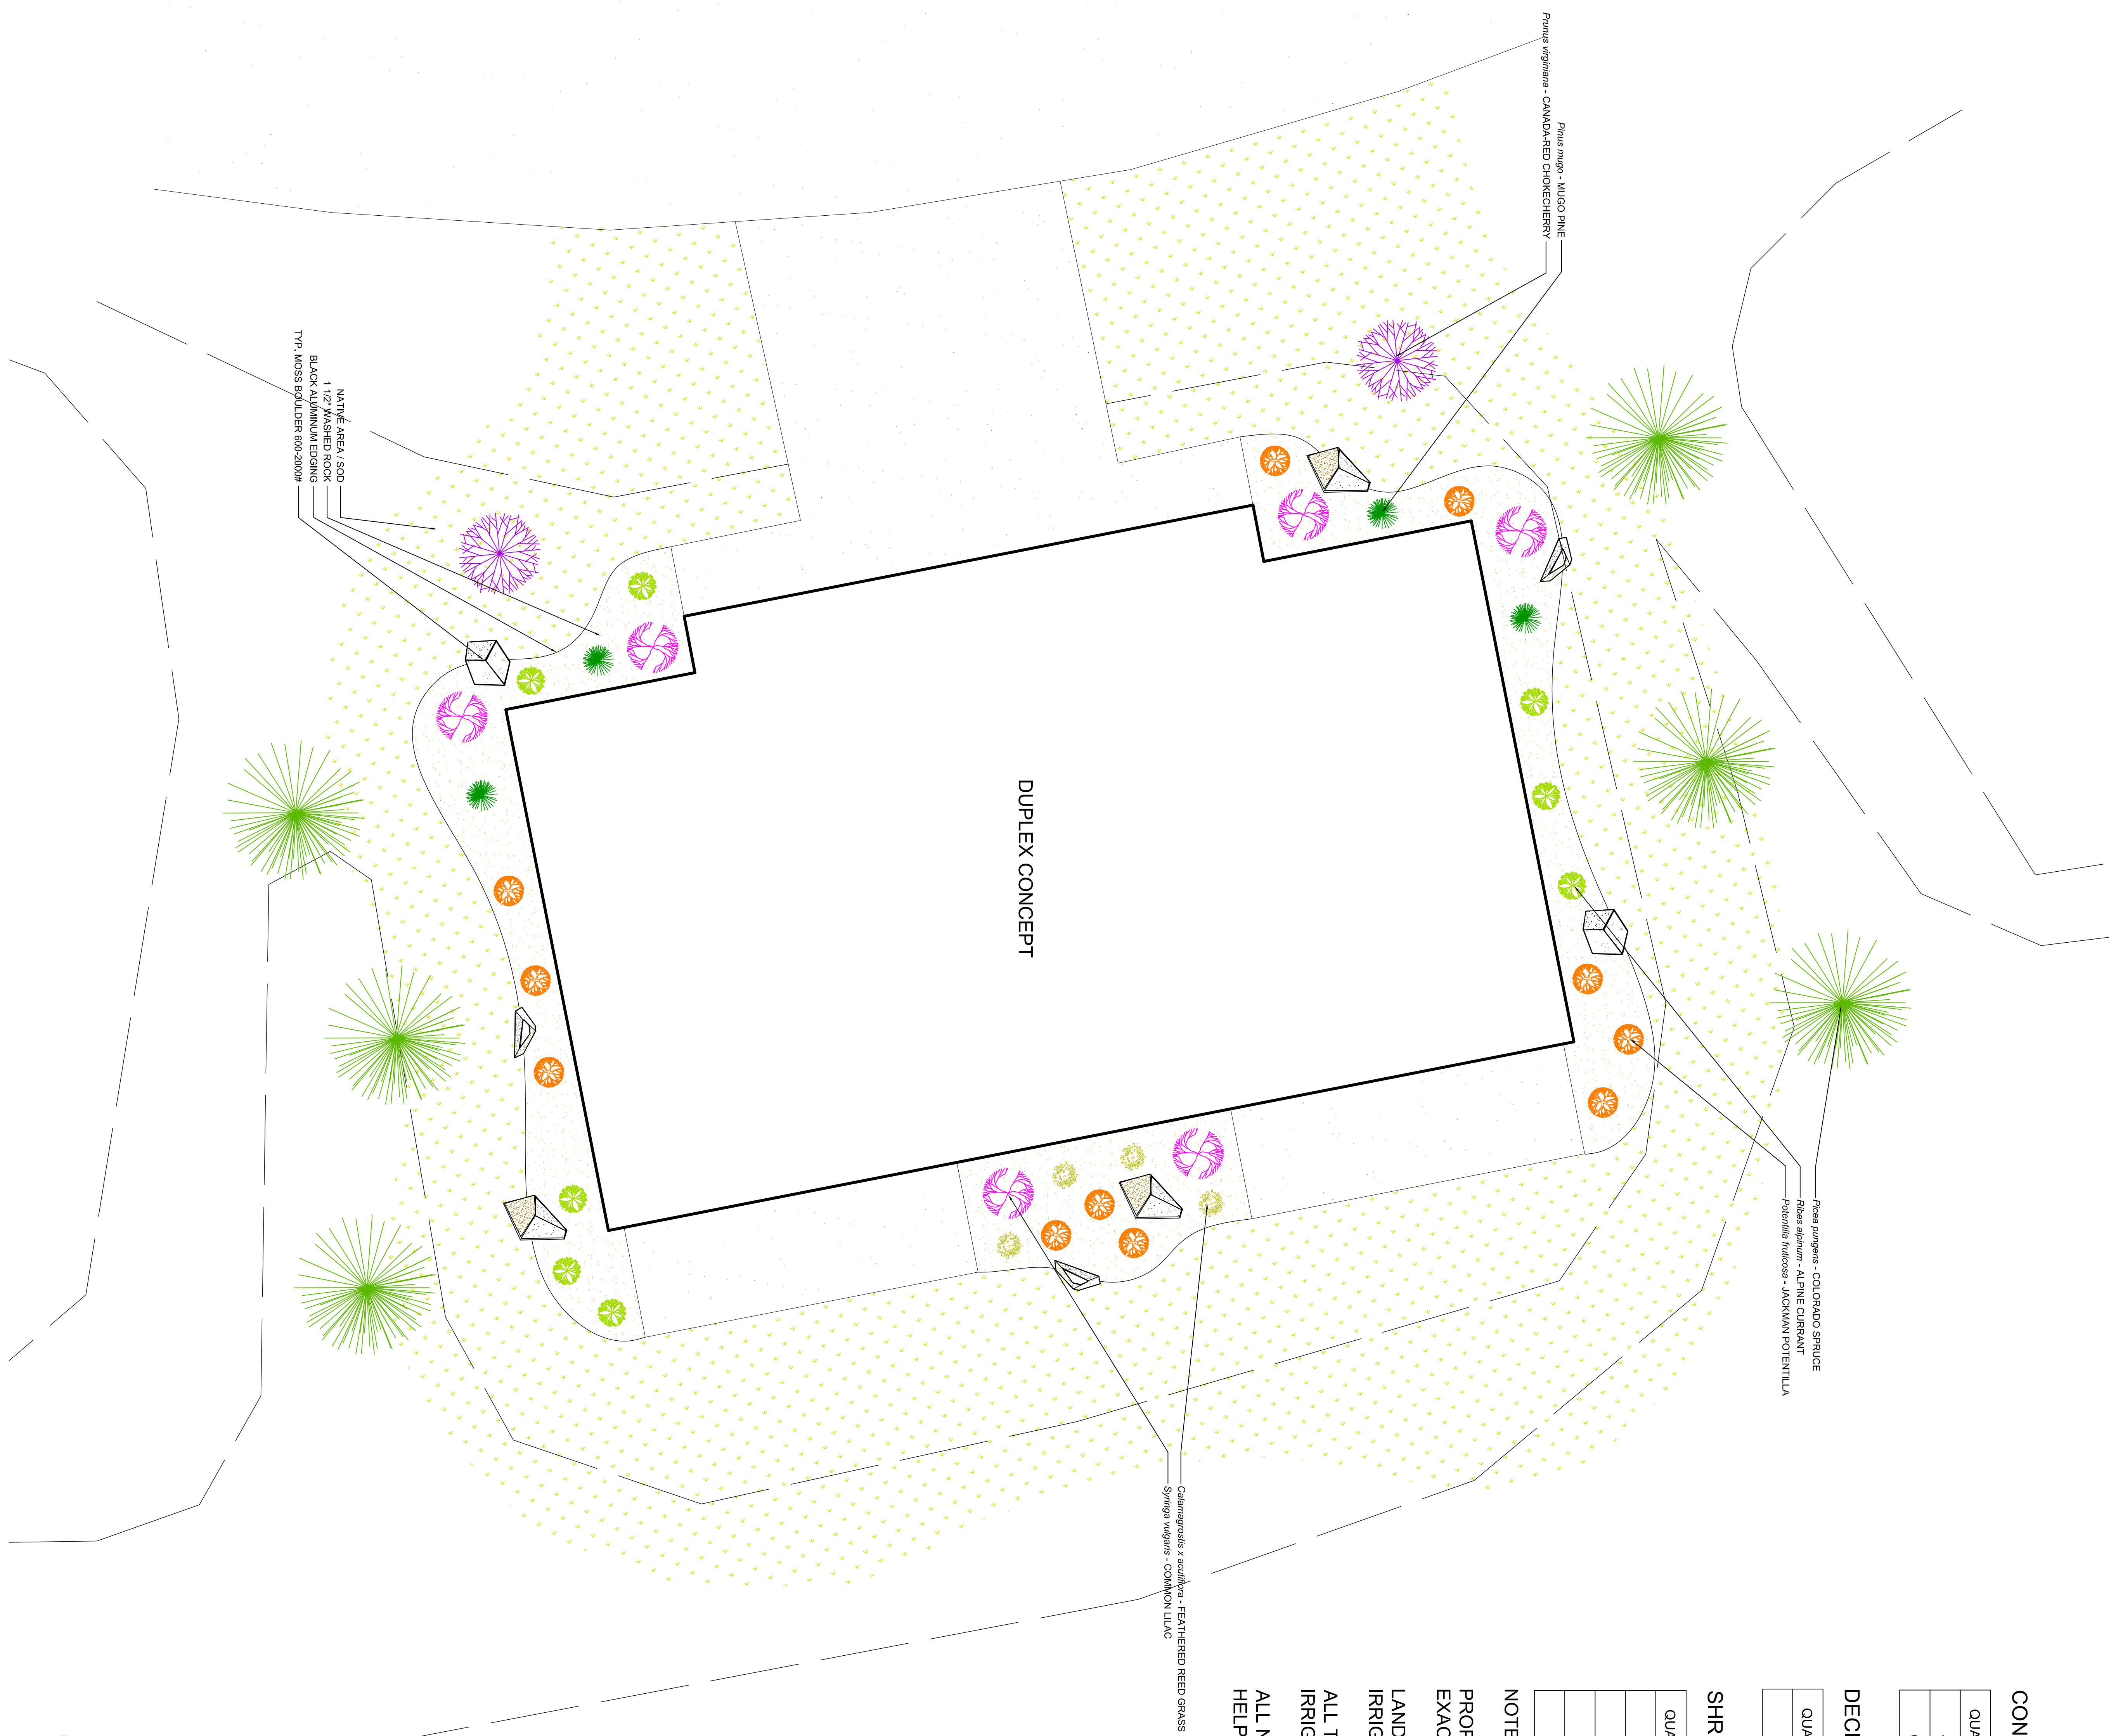 Pinus mugo - MUGO PINE
Prunus virginiana - CANADA-RED CHOKECHERRY
NATIVE AREA / SOD
1 1/2" WASHED ROCK
BLACK ALUMINUM EDGING
TYP. MOSS BOULDER 600-2000#
DUPLEX CONCEPT
Picea pungens - COLORADO SPRUCE
Ribes alpinum - ALPINE CURRANT
Potentilla fruticosa - JACKMAN POTENTILLA
Calamagrostis x acutiflora - FEATHERED REED GRASS
Syringa vulgaris - COMMON LILAC
CON
QUA
DECI
QUA
SHR
QUA
NOTE
PROP
EXAC
LAND
IRRIG
ALL T
IRRIG
ALL N
HELP